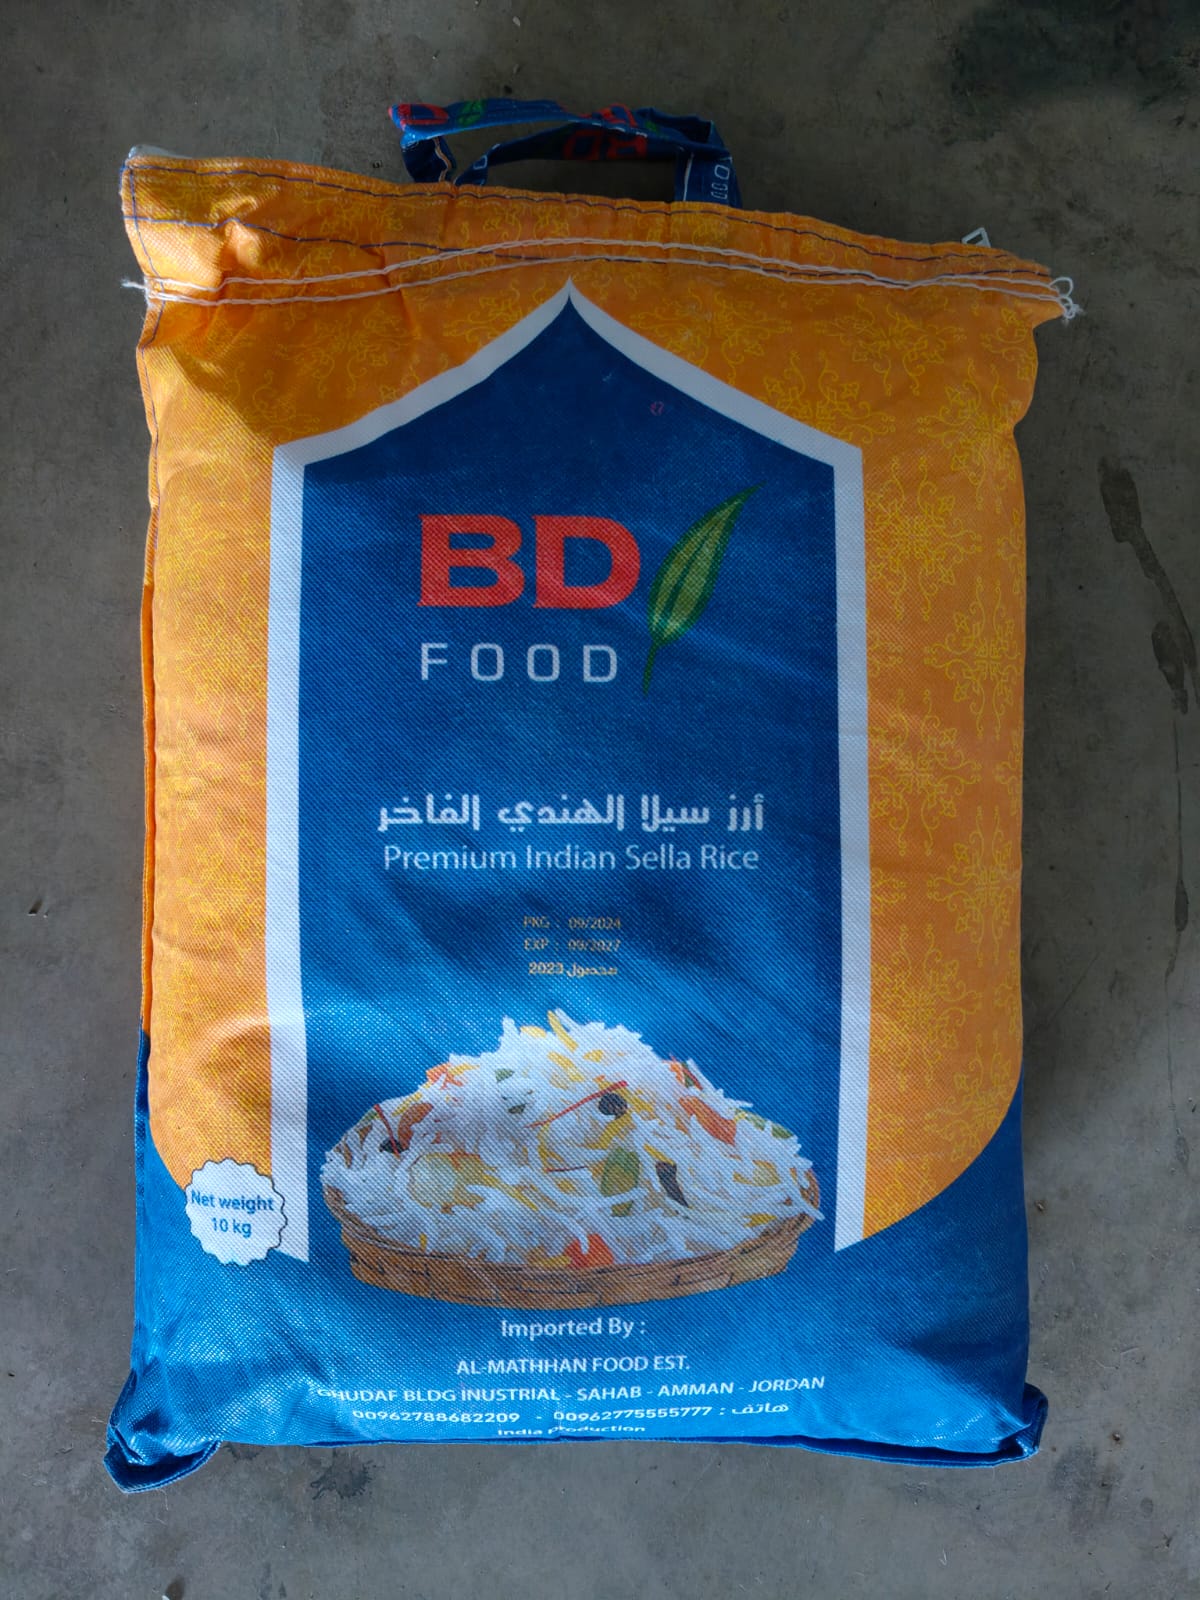 BD
FOOD
أرز سيلا الهندي الفاخر
Premium Indian Sella Rice
PKG : 09/2024
EXP : 09/2027
محصول 2023
Net weight
10 kg
Imported By :
AL-MATHHAN FOOD EST.
GHUDAF BLDG INUSTRIAL - SAHAB - AMMAN - JORDAN
هاتف : 00962775555777 - 00962788682209
India production